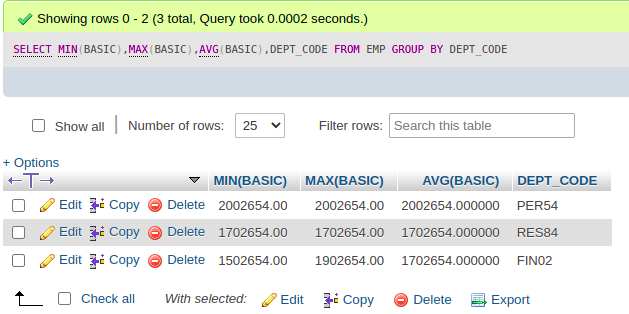 Showing rows 0 - 2 (3 total, Query took 0.0002 seconds.)
SELECT MIN(BASIC),MAX(BASIC),AVG(BASIC),DEPT_CODE FROM EMP GROUP BY DEPT_CODE
Show all | Number of rows: 25 Filter rows: Search this table
+ Options
←T→ MIN(BASIC) MAX(BASIC) AVG(BASIC) DEPT_CODE
Edit Copy Delete 2002654.00 2002654.00 2002654.000000 PER54
Edit Copy Delete 1702654.00 1702654.00 1702654.000000 RES84
Edit Copy Delete 1502654.00 1902654.00 1702654.000000 FIN02
Check all With selected: Edit Copy Delete Export